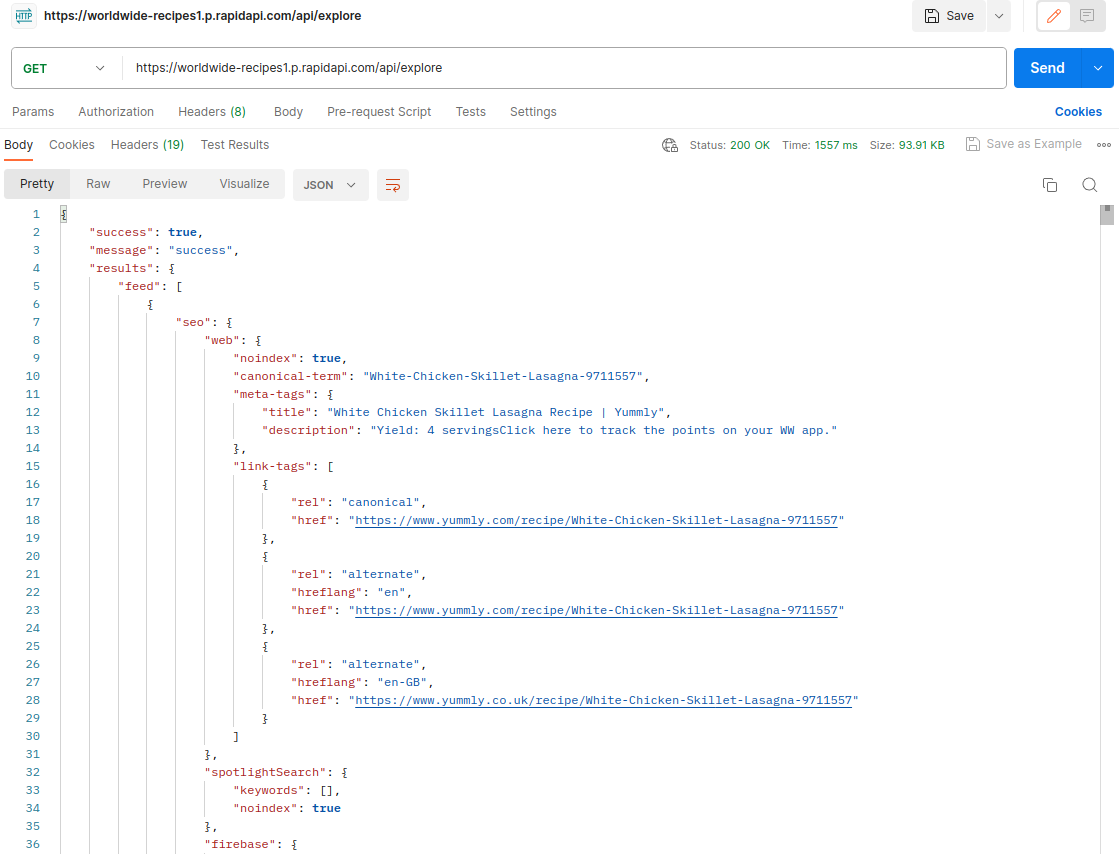 HTTP https://worldwide-recipes1.p.rapidapi.com/api/explore Save
GET https://worldwide-recipes1.p.rapidapi.com/api/explore Send
Params Authorization Headers (8) Body Pre-request Script Tests Settings Cookies
Body Cookies Headers (19) Test Results Status: 200 OK Time: 1557 ms Size: 93.91 KB Save as Example
Pretty Raw Preview Visualize JSON
1 {
2 "success": true,
3 "message": "success",
4 "results": {
5 "feed": [
6 {
7 "seo": {
8 "web": {
9 "noindex": true,
10 "canonical-term": "White-Chicken-Skillet-Lasagna-9711557",
11 "meta-tags": {
12 "title": "White Chicken Skillet Lasagna Recipe | Yummly",
13 "description": "Yield: 4 servingsClick here to track the points on your WW app."
14 },
15 "link-tags": [
16 {
17 "rel": "canonical",
18 "href": "https://www.yummly.com/recipe/White-Chicken-Skillet-Lasagna-9711557"
19 },
20 {
21 "rel": "alternate",
22 "hreflang": "en",
23 "href": "https://www.yummly.com/recipe/White-Chicken-Skillet-Lasagna-9711557"
24 },
25 {
26 "rel": "alternate",
27 "hreflang": "en-GB",
28 "href": "https://www.yummly.co.uk/recipe/White-Chicken-Skillet-Lasagna-9711557"
29 }
30 ]
31 },
32 "spotlightSearch": {
33 "keywords": [],
34 "noindex": true
35 },
36 "firebase": {